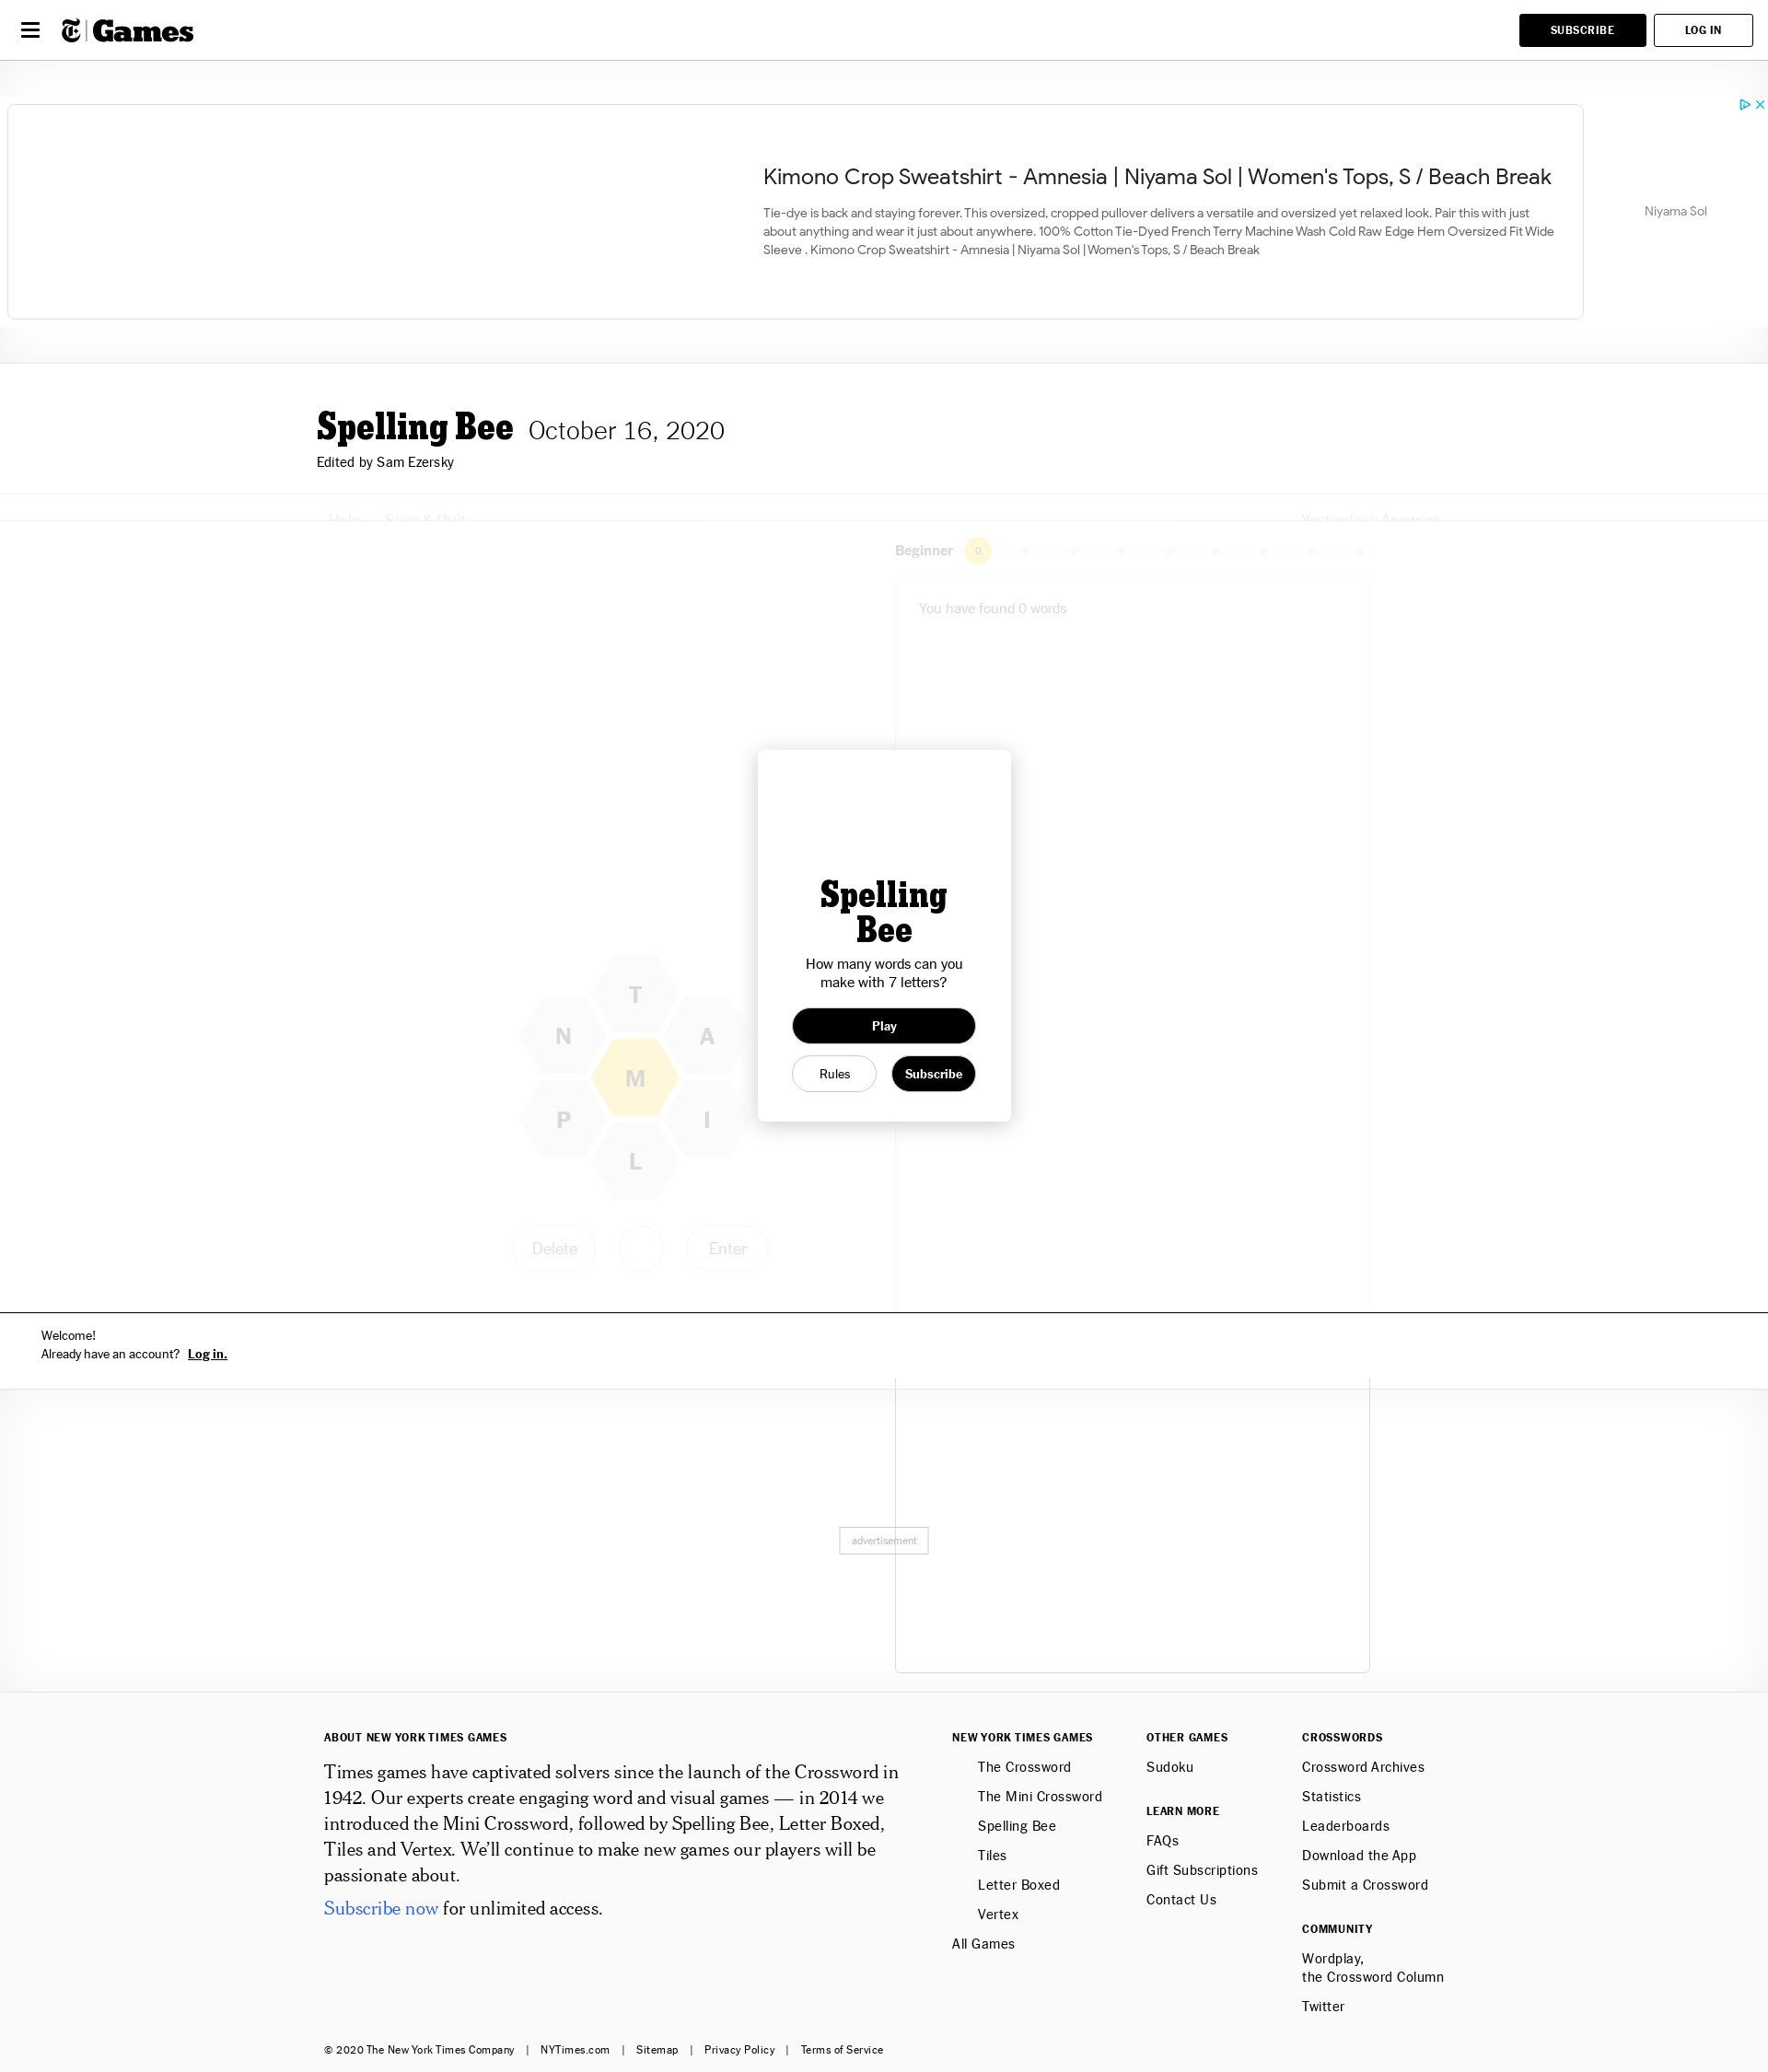 T Games
SUBSCRIBE
LOG IN
Kimono Crop Sweatshirt - Amnesia | Niyama Sol | Women's Tops, S / Beach Break
Tie-dye is back and staying forever. This oversized, cropped pullover delivers a versatile and oversized yet relaxed look. Pair this with just
about anything and wear it just about anywhere. 100% Cotton Tie-Dyed French Terry Machine Wash Cold Raw Edge Hem Oversized Fit Wide
Sleeve . Kimono Crop Sweatshirt - Amnesia | Niyama Sol | Women's Tops, S / Beach Break
Niyama Sol
Spelling Bee October 16, 2020
Edited by Sam Ezersky
Help Save & Quit
Yesterday's Answers
Beginner 0
You have found 0 words
Spelling
Bee
How many words can you
make with 7 letters?
Play
Rules
Subscribe
T
N
A
M
P
I
L
Delete
Enter
Welcome!
Already have an account? Log in.
advertisement
ABOUT NEW YORK TIMES GAMES
Times games have captivated solvers since the launch of the Crossword in
1942. Our experts create engaging word and visual games — in 2014 we
introduced the Mini Crossword, followed by Spelling Bee, Letter Boxed,
Tiles and Vertex. We’ll continue to make new games our players will be
passionate about.
Subscribe now for unlimited access.
NEW YORK TIMES GAMES
The Crossword
The Mini Crossword
Spelling Bee
Tiles
Letter Boxed
Vertex
All Games
OTHER GAMES
Sudoku
LEARN MORE
FAQs
Gift Subscriptions
Contact Us
CROSSWORDS
Crossword Archives
Statistics
Leaderboards
Download the App
Submit a Crossword
COMMUNITY
Wordplay,
the Crossword Column
Twitter
© 2020 The New York Times Company | NYTimes.com | Sitemap | Privacy Policy | Terms of Service